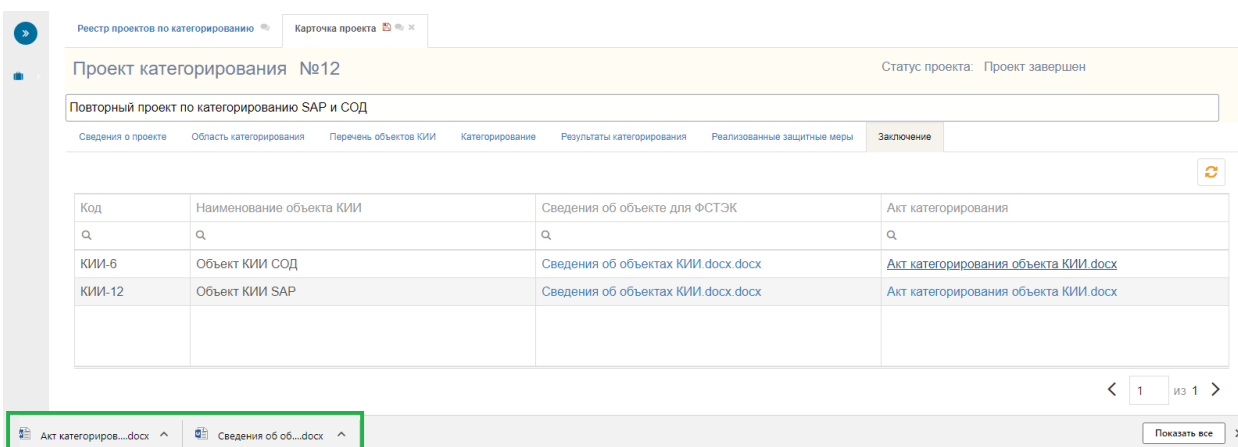 Реестр проектов по категорированию Карточка проекта
Проект категорирования №12 Статус проекта: Проект завершен
Повторный проект по категорированию SAP и СОД
Сведения о проекте Область категорирования Перечень объектов КИИ Категорирование Результаты категорирования Реализованные защитные меры Заключение
Код Наименование объекта КИИ Сведения об объекте для ФСТЭК Акт категорирования
КИИ-6 Объект КИИ СОД Сведения об объектах КИИ.docx.docx Акт категорирования объекта КИИ.docx
КИИ-12 Объект КИИ SAP Сведения об объектах КИИ.docx.docx Акт категорирования объекта КИИ.docx
1 из 1
Акт категориров....docx Сведения об об....docx Показать все